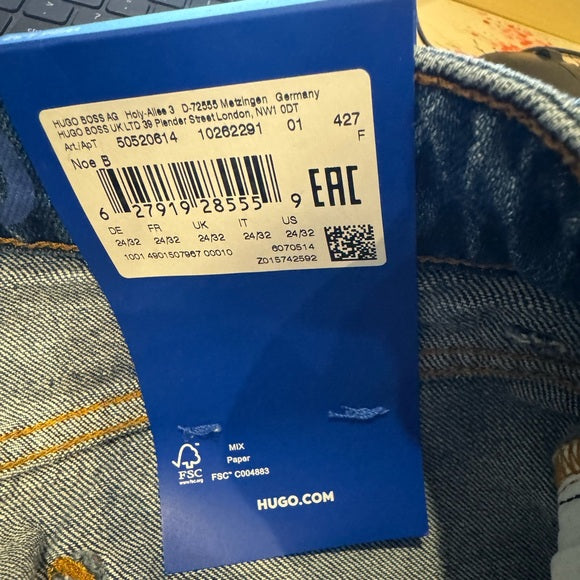 HUGO BOSS AG Holy-Allee 3 D-72555 Metzingen Germany
HUGO BOSS UK LTD 39 Plender Street London, NW1 0DT
Art./ApT 50520614 10262291 01 427
Noe B F
6 27919 28555 9 EAC
DE FR UK IT US
24/32 24/32 24/32 24/32 24/32
1001 4901507967 00010 6070514
Z015742592
FSC
www.fsc.org
MIX
Paper
FSC™ C004883
HUGO.COM